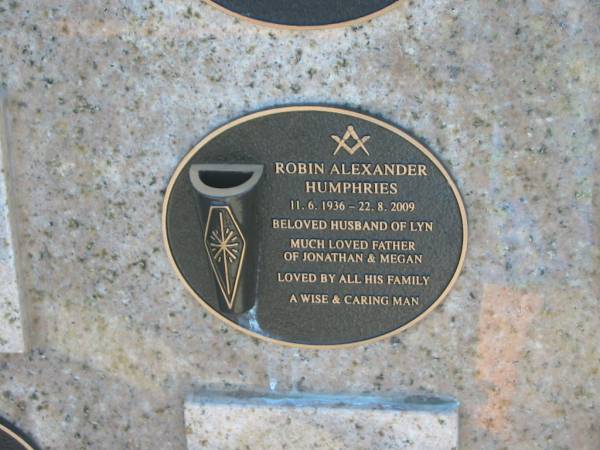 ROBIN ALEXANDER
HUMPHRIES
11. 6. 1936 – 22. 8. 2009
BELOVED HUSBAND OF LYN
MUCH LOVED FATHER
OF JONATHAN & MEGAN
LOVED BY ALL HIS FAMILY
A WISE & CARING MAN